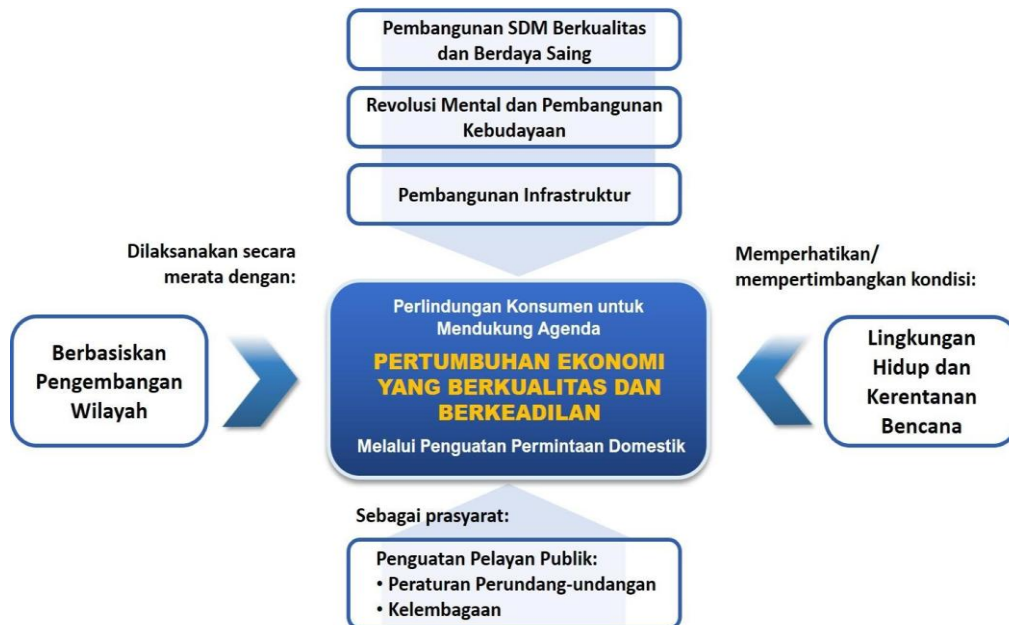 Pembangunan SDM Berkualitas
dan Berdaya Saing
Revolusi Mental dan Pembangunan
Kebudayaan
Pembangunan Infrastruktur
Dilaksanakan secara
merata dengan:
Memperhatikan/
mempertimbangkan kondisi:
Berbasiskan
Pengembangan
Wilayah
Perlindungan Konsumen untuk
Mendukung Agenda
PERTUMBUHAN EKONOMI
YANG BERKUALITAS DAN
BERKEADILAN
Melalui Penguatan Permintaan Domestik
Lingkungan
Hidup dan
Kerentanan
Bencana
Sebagai prasyarat:
Penguatan Pelayan Publik:
• Peraturan Perundang-undangan
• Kelembagaan